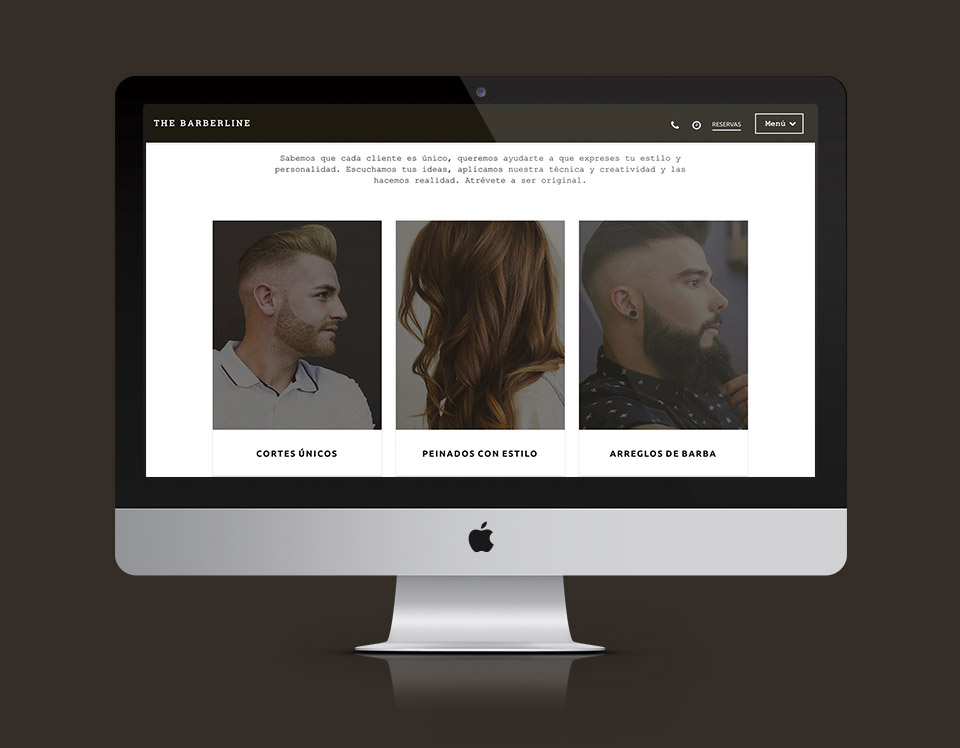 THE BARBERLINE
RESERVAS
Menú
Sabemos que cada cliente es único, queremos ayudarte a que expreses tu estilo y
personalidad. Escuchamos tus ideas, aplicamos nuestra técnica y creatividad y las
hacemos realidad. Atrévete a ser original.
CORTES ÚNICOS
PEINADOS CON ESTILO
ARREGLOS DE BARBA